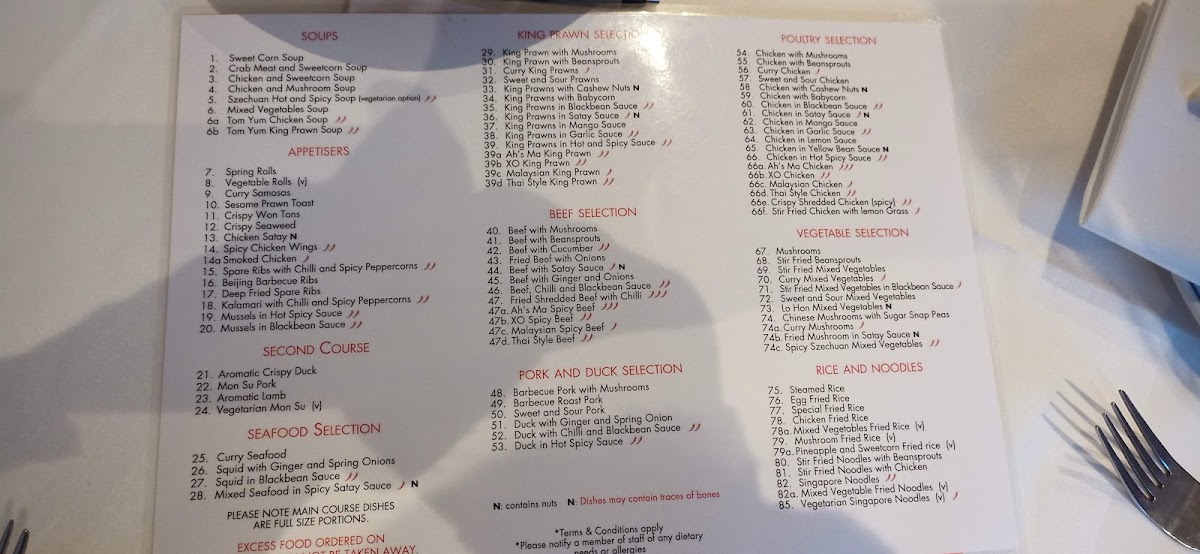 SOUPS
1. Sweet Corn Soup
2. Crab Meat and Sweetcorn Soup
3. Chicken and Sweetcorn Soup
4. Chicken and Mushroom Soup
5. Szechuan Hot and Spicy Soup (vegetarian option)
6. Mixed Vegetables Soup
6a Tom Yum Chicken Soup
6b Tom Yum King Prawn Soup
APPETISERS
7. Spring Rolls
8. Vegetable Rolls (v)
9. Curry Samosas
10. Sesame Prawn Toast
11. Crispy Won Tons
12. Crispy Seaweed
13. Chicken Satay N
14. Spicy Chicken Wings
14a Smoked Chicken
15. Spare Ribs with Chilli and Spicy Peppercorns
16. Beijing Barbecue Ribs
17. Deep Fried Spare Ribs
18. Kalamari with Chilli and Spicy Peppercorns
19. Mussels in Hot Spicy Sauce
20. Mussels in Blackbean Sauce
SECOND COURSE
21. Aromatic Crispy Duck
22. Mon Su Pork
23. Aromatic Lamb
24. Vegetarian Mon Su (v)
SEAFOOD SELECTION
25. Curry Seafood
26. Squid with Ginger and Spring Onions
27. Squid in Blackbean Sauce
28. Mixed Seafood in Spicy Satay Sauce N
PLEASE NOTE MAIN COURSE DISHES
ARE FULL SIZE PORTIONS.
EXCESS FOOD ORDERED ON
NOT BE TAKEN AWAY.
KING PRAWN SELECTION
29. King Prawn with Mushrooms
30. King Prawn with Beansprouts
31. Curry King Prawns
32. Sweet and Sour Prawns
33. King Prawns with Cashew Nuts N
34. King Prawns with Babycorn
35. King Prawns in Blackbean Sauce
36. King Prawns in Satay Sauce N
37. King Prawns in Mango Sauce
38. King Prawns in Garlic Sauce
39. King Prawns in Hot and Spicy Sauce
39a Ah's Ma King Prawn
39b XO King Prawn
39c Malaysian King Prawn
39d Thai Style King Prawn
BEEF SELECTION
40. Beef with Mushrooms
41. Beef with Beansprouts
42. Beef with Cucumber
43. Fried Beef with Onions
44. Beef with Satay Sauce N
45. Beef with Ginger and Onions
46. Beef, Chilli and Blackbean Sauce
47. Fried Shredded Beef with Chilli
47a. Ah's Ma Spicy Beef
47b. XO Spicy Beef
47c. Malaysian Spicy Beef
47d. Thai Style Beef
PORK AND DUCK SELECTION
48. Barbecue Pork with Mushrooms
49. Barbecue Roast Pork
50. Sweet and Sour Pork
51. Duck with Ginger and Spring Onion
52. Duck with Chilli and Blackbean Sauce
53. Duck in Hot Spicy Sauce
N: contains nuts N: Dishes may contain traces of bones
*Terms & Conditions apply
*Please notify a member of staff of any dietary
needs or allergies
POULTRY SELECTION
54. Chicken with Mushrooms
55. Chicken with Beansprouts
56. Curry Chicken
57. Sweet and Sour Chicken
58. Chicken with Cashew Nuts N
59. Chicken with Babycorn
60. Chicken in Blackbean Sauce
61. Chicken in Satay Sauce N
62. Chicken in Mango Sauce
63. Chicken in Garlic Sauce
64. Chicken in Lemon Sauce
65. Chicken in Yellow Bean Sauce N
66. Chicken in Hot Spicy Sauce
66a. Ah's Ma Chicken
66b. XO Chicken
66c. Malaysian Chicken
66d. Thai Style Chicken
66e. Crispy Shredded Chicken (spicy)
66f. Stir Fried Chicken with lemon Grass
VEGETABLE SELECTION
67. Mushrooms
68. Stir Fried Beansprouts
69. Stir Fried Mixed Vegetables
70. Curry Mixed Vegetables
71. Stir Fried Mixed Vegetables in Blackbean Sauce
72. Sweet and Sour Mixed Vegetables
73. Lo Hon Mixed Vegetables N
74. Chinese Mushrooms with Sugar Snap Peas
74a. Curry Mushrooms
74b. Fried Mushroom in Satay Sauce N
74c. Spicy Szechuan Mixed Vegetables
RICE AND NOODLES
75. Steamed Rice
76. Egg Fried Rice
77. Special Fried Rice
78. Chicken Fried Rice
78a. Mixed Vegetables Fried Rice (v)
79. Mushroom Fried Rice (v)
79a. Pineapple and Sweetcorn Fried rice (v)
80. Stir Fried Noodles with Beansprouts
81. Stir Fried Noodles with Chicken
82. Singapore Noodles
82a. Mixed Vegetable Fried Noodles (v)
85. Vegetarian Singapore Noodles (v)